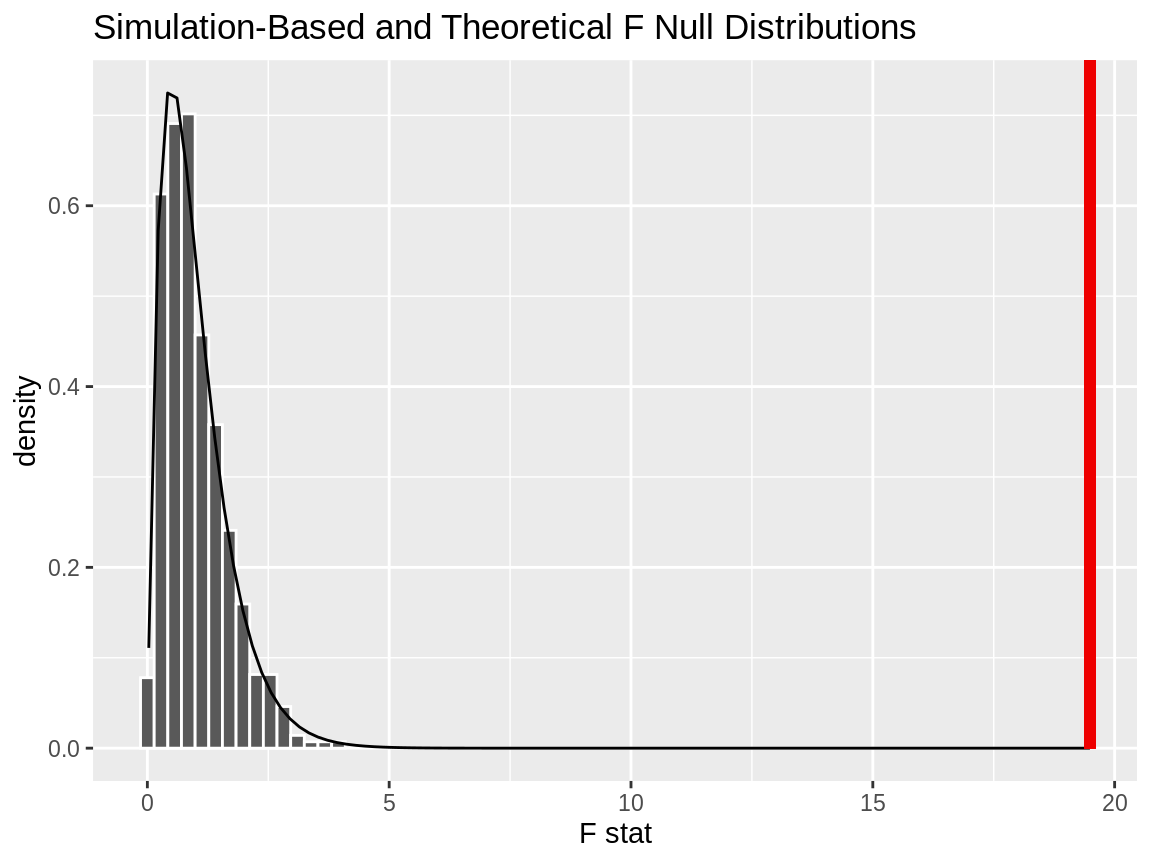 Simulation-Based and Theoretical F Null Distributions
density
0.6
0.4
0.2
0.0
0 5 10 15 20
F stat